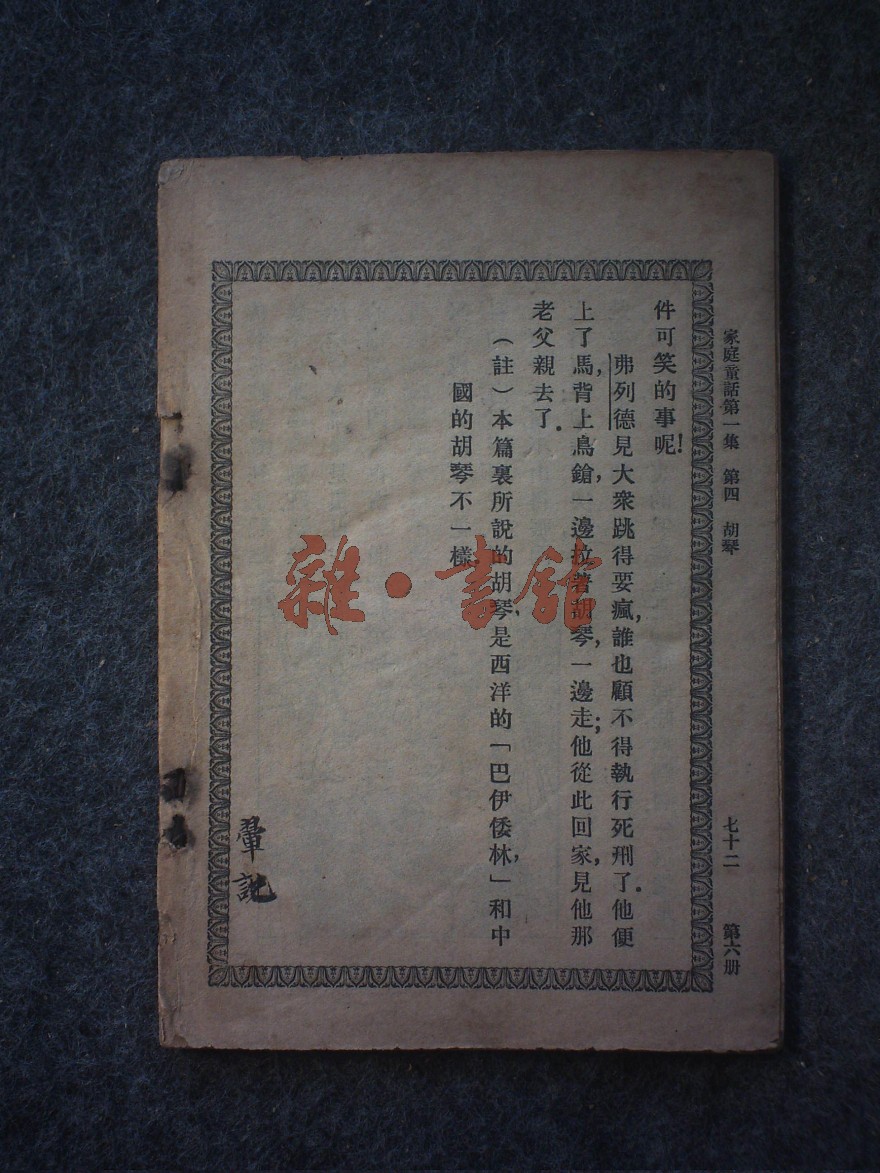 家庭童話第一集　第四　胡琴　七十二　第六册
件可笑的事呢!
弗列德見大衆跳得要瘋,誰也顧不得執行死刑了.他便
上了馬,背上鳥鎗,一邊拉著胡琴,一邊走;他從此回家,見他那
老父親去了.
(註)本篇裏所說的胡琴,是西洋的「巴伊倭林,」和中
國的胡琴不一樣
雜·書館